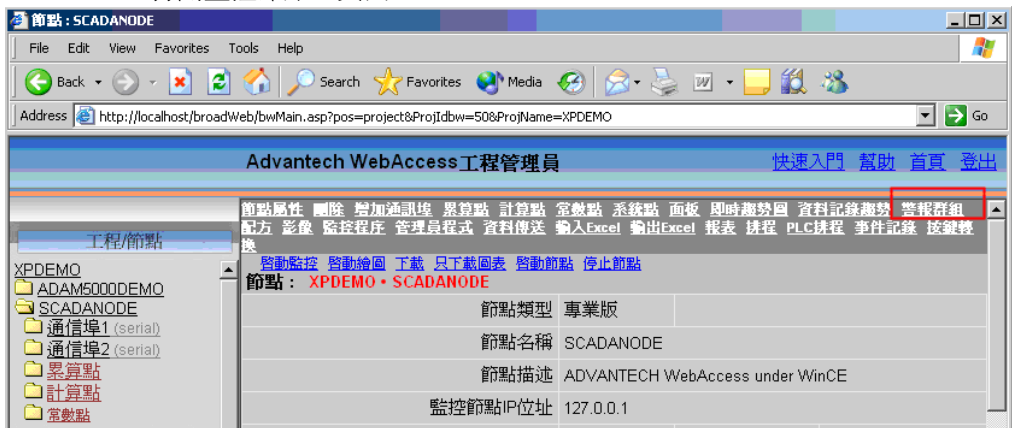 節點 : SCADANODE
File Edit View Favorites Tools Help
Back Search Favorites Media
Address http://localhost/broadWeb/bwMain.asp?pos=project&ProjIdbw=50&ProjName=XPDEMO Go
Advantech WebAccess工程管理員 快速入門 幫助 首頁 登出
節點屬性 刪除 增加通訊埠 累算點 計算點 常數點 系統點 面板 即時趨勢圖 資料記錄趨勢 警報群組
配方 影像 監控程序 管理員程式 資料傳送 輸入Excel 輸出Excel 報表 排程 PLC排程 事件記錄 按鍵轉
換
工程/節點
啓動監控 啓動繪圖 下載 只下載圖表 啓動節點 停止節點
節點： XPDEMO・SCADANODE
XPDEMO
ADAM5000DEMO
SCADANODE
通信埠1 (serial)
通信埠2 (serial)
累算點
計算點
常數點
節點類型 專業版
節點名稱 SCADANODE
節點描述 ADVANTECH WebAccess under WinCE
監控節點IP位址 127.0.0.1